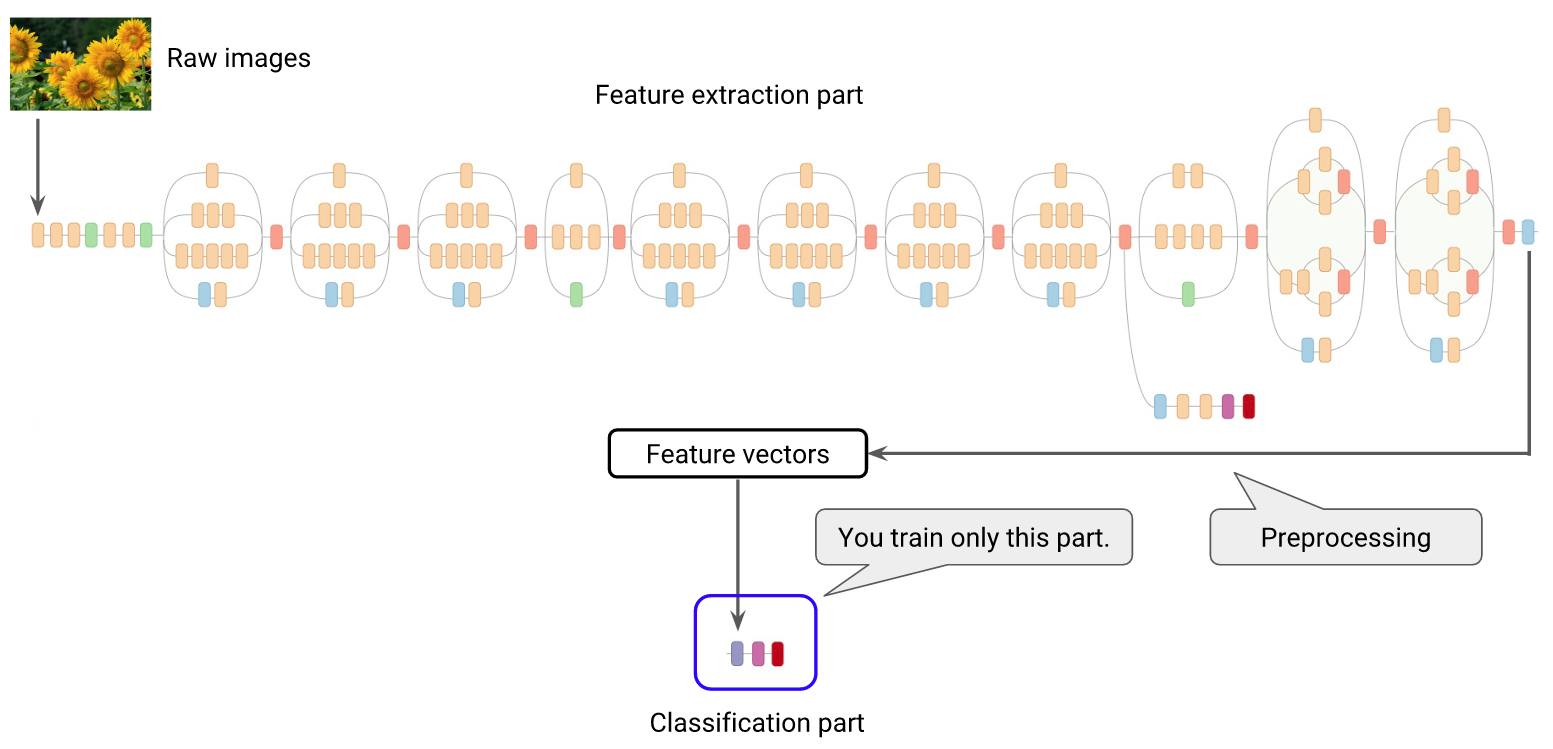 Raw images
Feature extraction part
Feature vectors
You train only this part.
Preprocessing
Classification part